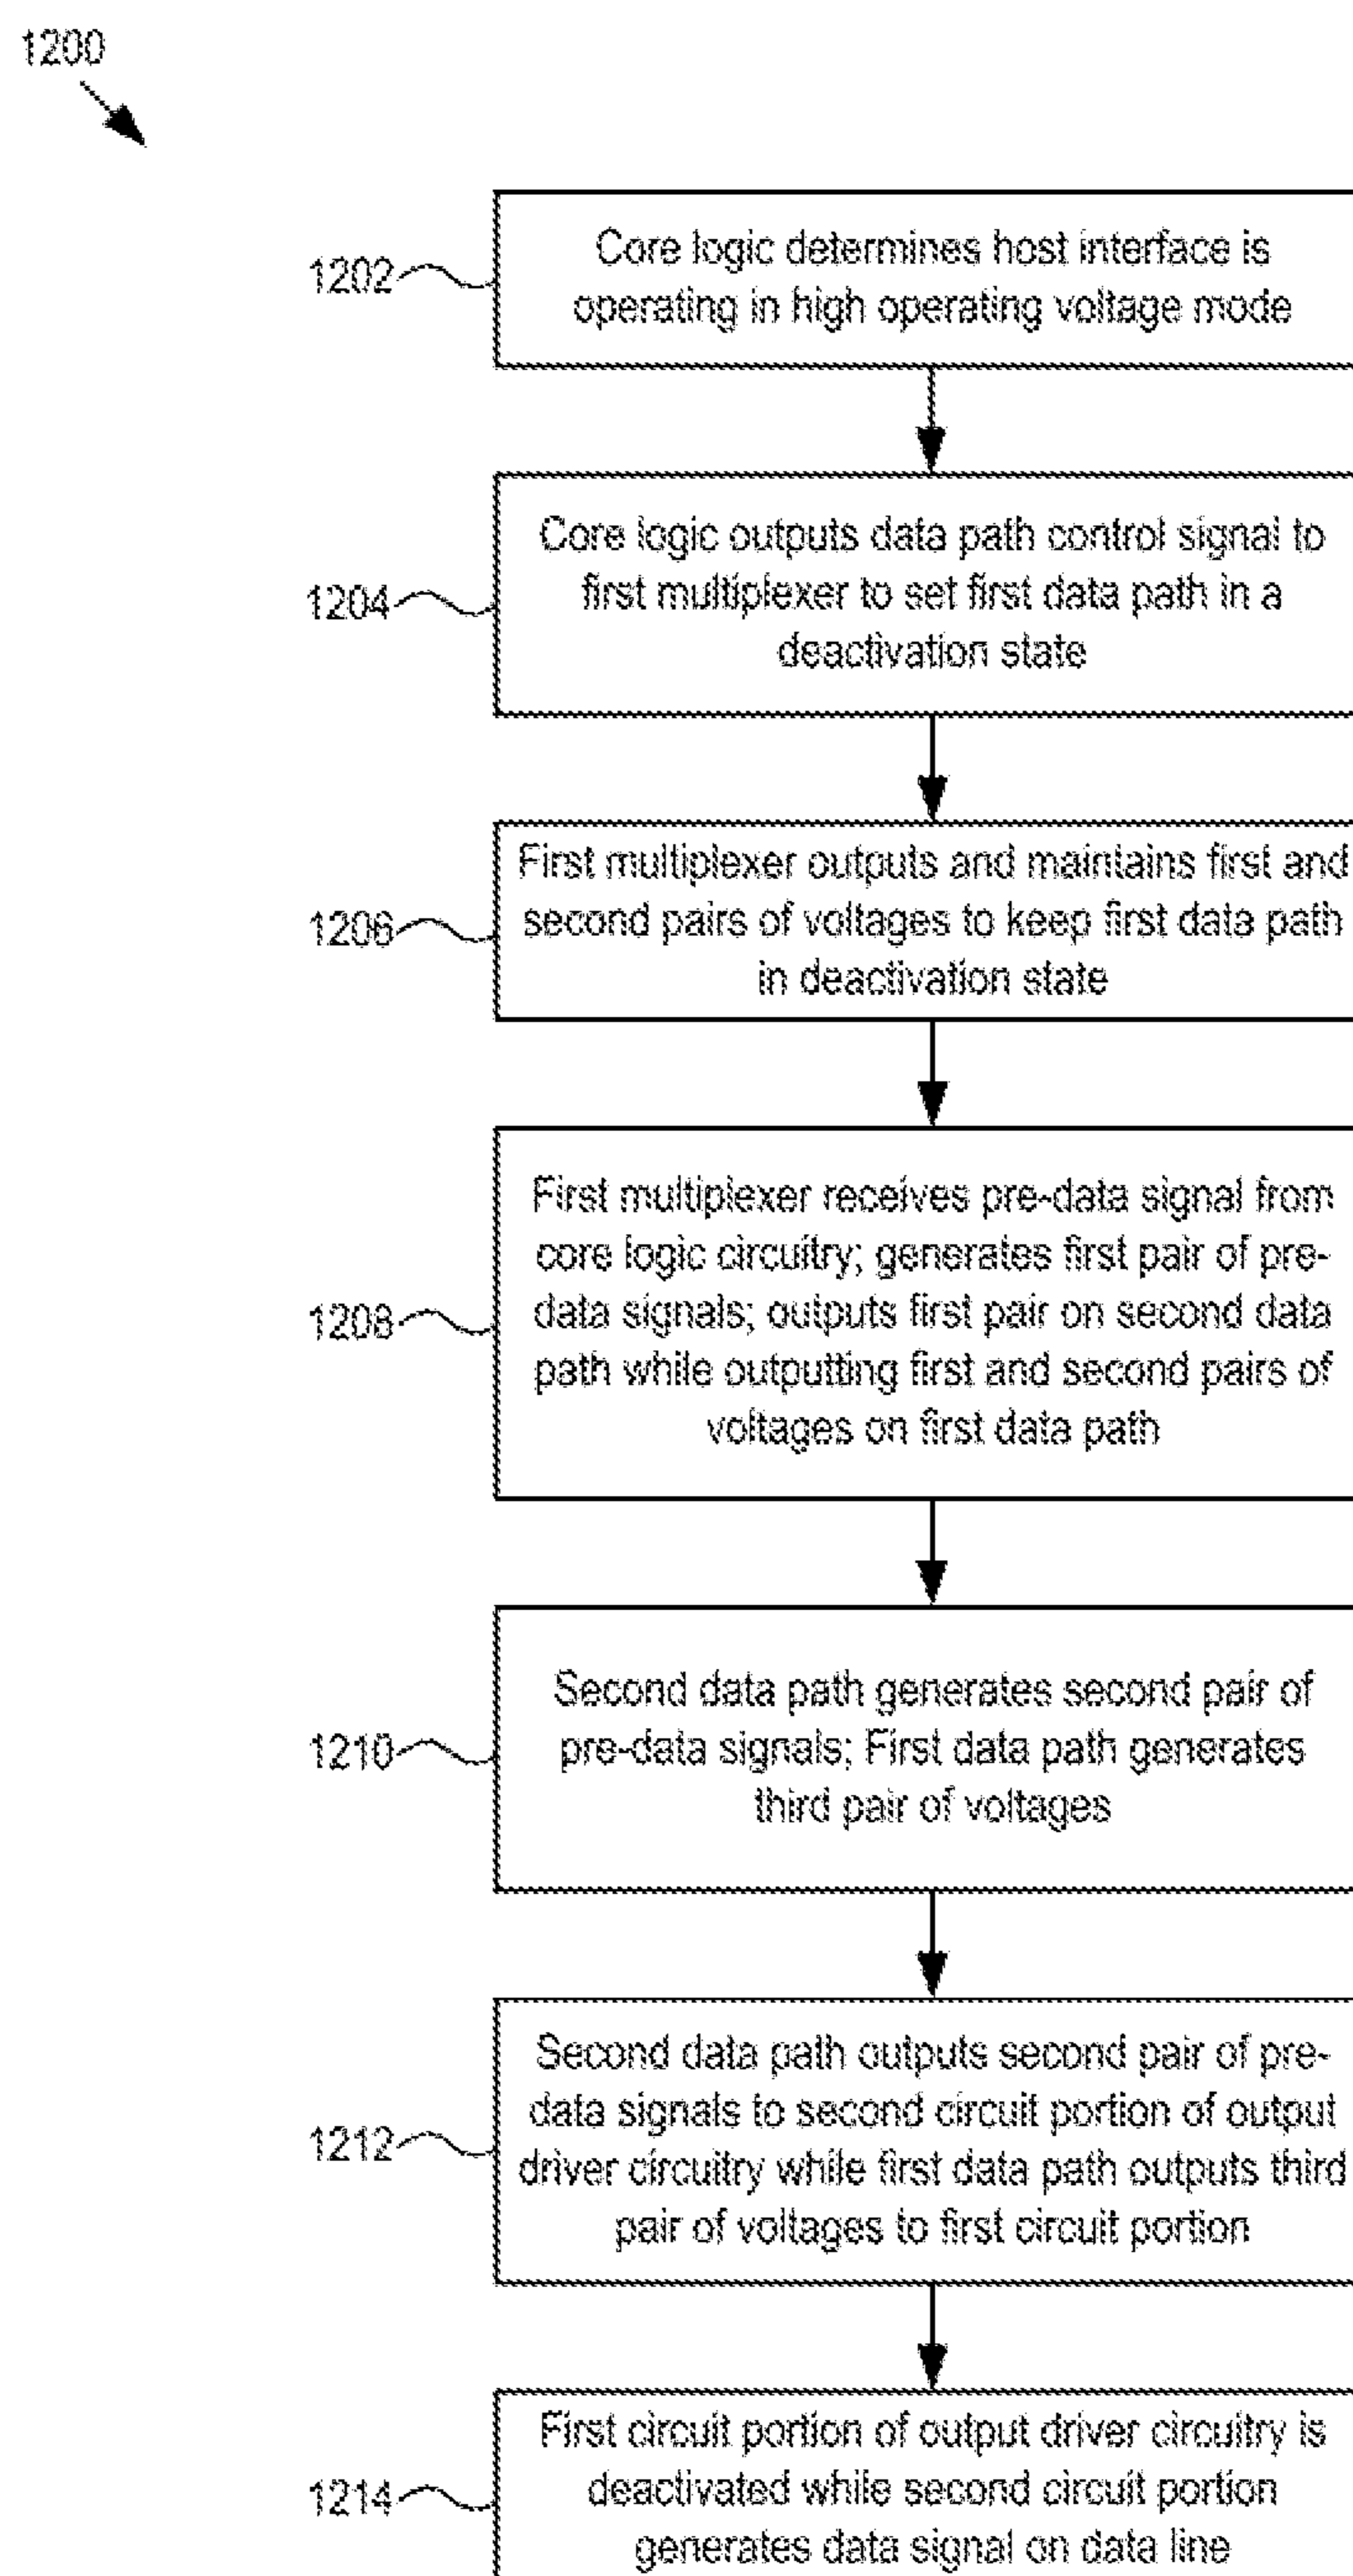 1200
1202
Core logic determines host interface is
operating in high operating voltage mode
1204
Core logic outputs data path control signal to
first multiplexer to set first data path in a
deactivation state
1206
First multiplexer outputs and maintains first and
second pairs of voltages to keep first data path
in deactivation state
1208
First multiplexer receives pre-data signal from
core logic circuitry; generates first pair of pre-
data signals; outputs first pair on second data
path while outputting first and second pairs of
voltages on first data path
1210
Second data path generates second pair of
pre-data signals; First data path generates
third pair of voltages
1212
Second data path outputs second pair of pre-
data signals to second circuit portion of output
driver circuitry while first data path outputs third
pair of voltages to first circuit portion
1214
First circuit portion of output driver circuitry is
deactivated while second circuit portion
generates data signal on data line